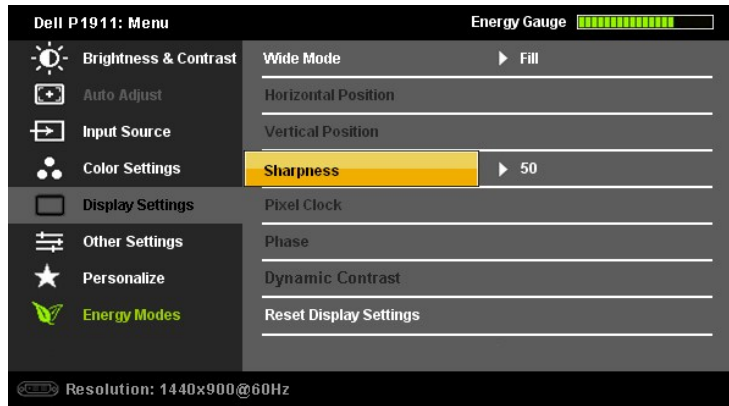 Dell P1911: Menu
Energy Gauge
Brightness & Contrast
Auto Adjust
Input Source
Color Settings
Display Settings
Other Settings
Personalize
Energy Modes
Wide Mode Fill
Horizontal Position
Vertical Position
Sharpness 50
Pixel Clock
Phase
Dynamic Contrast
Reset Display Settings
Resolution: 1440x900@60Hz